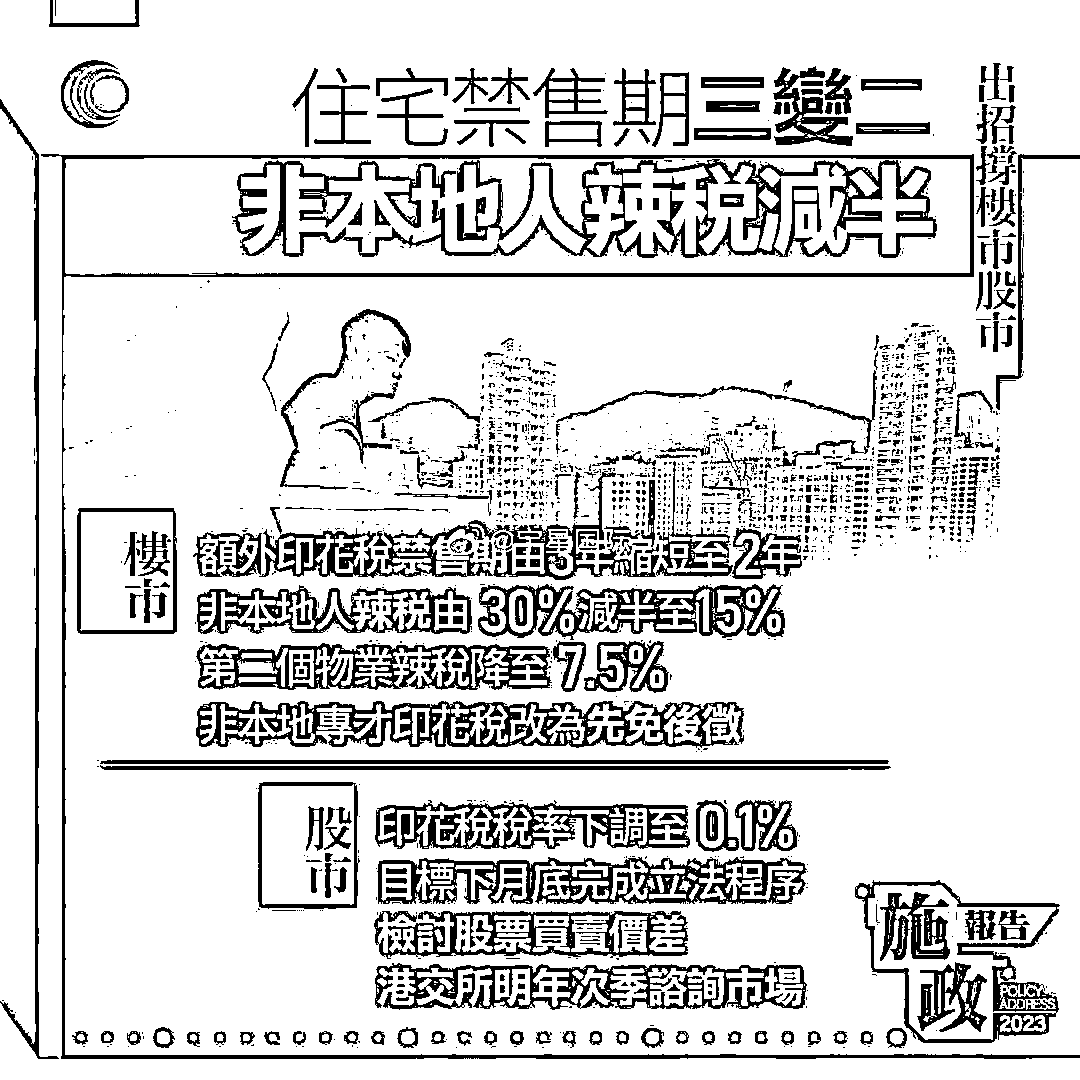 住宅禁售期三變二
非本地人辣税減半
出招撐樓市股市
樓市
額外印花稅禁售期由3年縮短至2年
非本地人辣税由30%減半至15%
第二個物業辣稅降至7.5%
非本地專才印花稅改為先免後徵
股市
印花稅稅率下調至0.1%
目標下月底完成立法程序
檢討股票買賣價差
港交所明年次季諮詢市場
施政
報告
POLICY
ADDRESS
2023